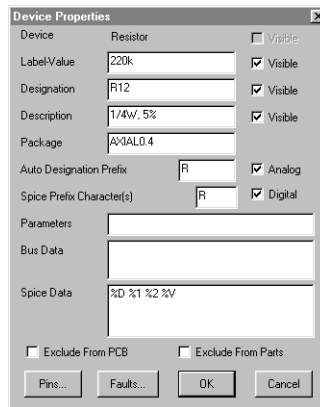 Device Properties
Device Resistor Visible
Label-Value 220k Visible
Designation R12 Visible
Description 1/4W, 5% Visible
Package AXIAL0.4
Auto Designation Prefix R Analog
Spice Prefix Character(s) R Digital
Parameters
Bus Data
Spice Data %D %1 %2 %V
Exclude From PCB Exclude From Parts
Pins... Faults... OK Cancel